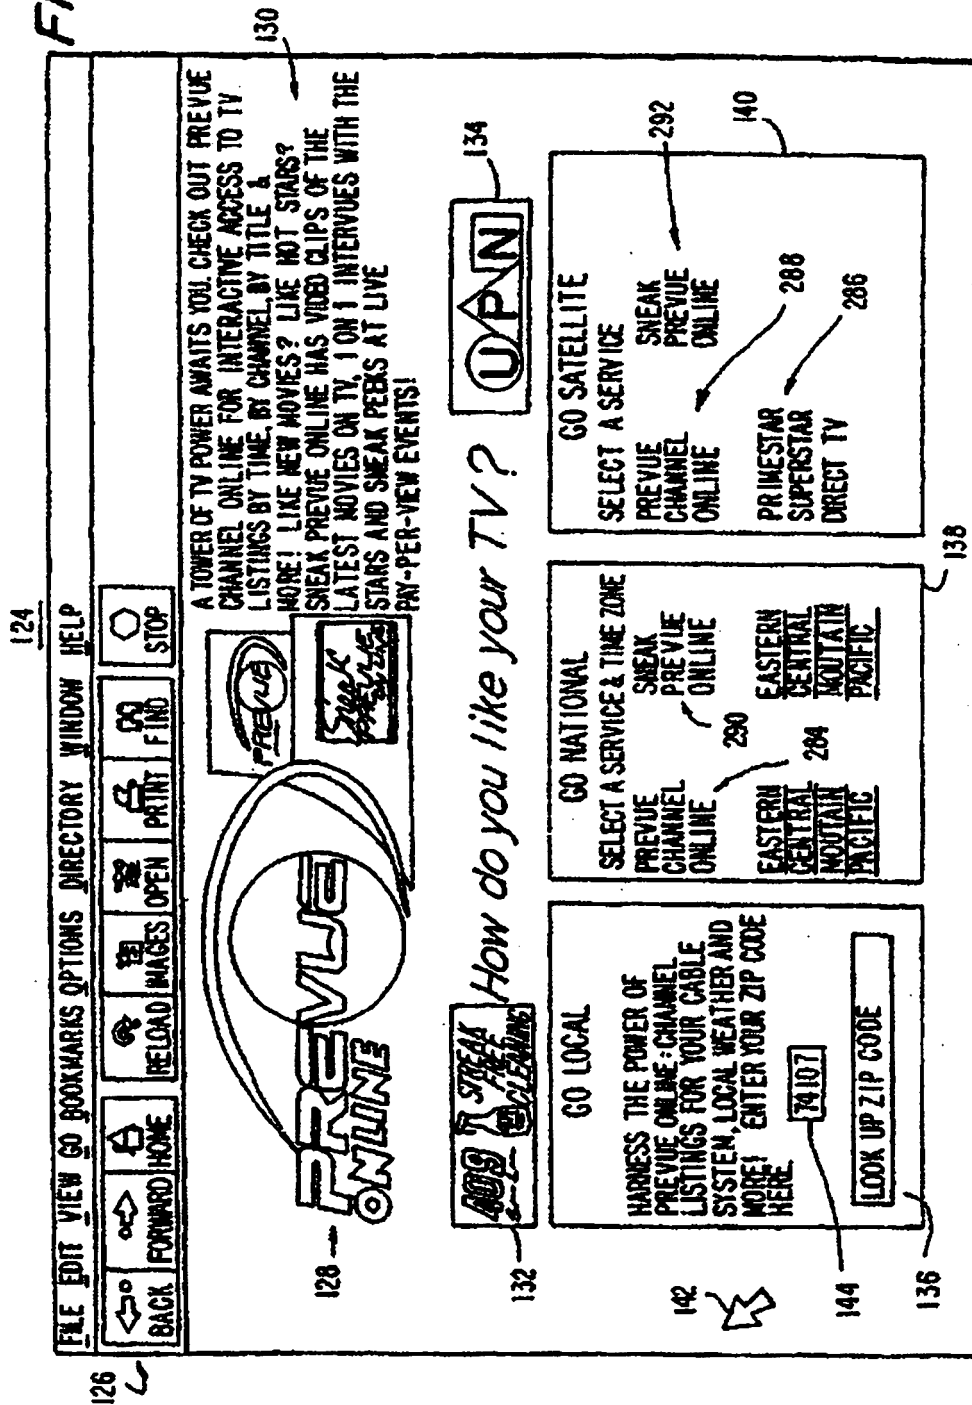 124
FILE EDIT VIEW GO BOOKMARKS OPTIONS DIRECTORY WINDOW HELP
126
BACK FORWARD HOME RELOAD IMAGES OPEN PRINT FIND STOP
128
PREVUE
ONLINE
PREVUE
A TOWER OF TV POWER AWAITS YOU. CHECK OUT PREVUE
CHANNEL ONLINE FOR INTERACTIVE ACCESS TO TV
LISTINGS BY TIME, BY CHANNEL, BY TITLE &
MORE! LIKE NEW MOVIES? LIKE HOT STARS?
SNEAK PREVUE ONLINE HAS VIDEO CLIPS OF THE
LATEST MOVIES ON TV, 1 ON 1 INTERVUES WITH THE
STARS AND SNEAK PEEKS AT LIVE
PAY-PER-VIEW EVENTS!
130
132
409
STREAK
FREE
CLEANING
How do you like your TV?
UPN
134
GO LOCAL
HARNESS THE POWER OF
PREVUE ONLINE: CHANNEL
LISTINGS FOR YOUR CABLE
SYSTEM, LOCAL WEATHER AND
MORE! ENTER YOUR ZIP CODE
HERE.
74107
LOOK UP ZIP CODE
142
144
136
GO NATIONAL
SELECT A SERVICE & TIME ZONE
PREVUE
CHANNEL
ONLINE
SNEAK
PREVUE
ONLINE
290
284
EASTERN
CENTRAL
MOUTAIN
PACIFIC
EASTERN
CENTRAL
MOUTAIN
PACIFIC
138
GO SATELLITE
SELECT A SERVICE
PREVUE
CHANNEL
ONLINE
SNEAK
PREVUE
ONLINE
292
288
PRIMESTAR
SUPERSTAR
DIRECT TV
286
140